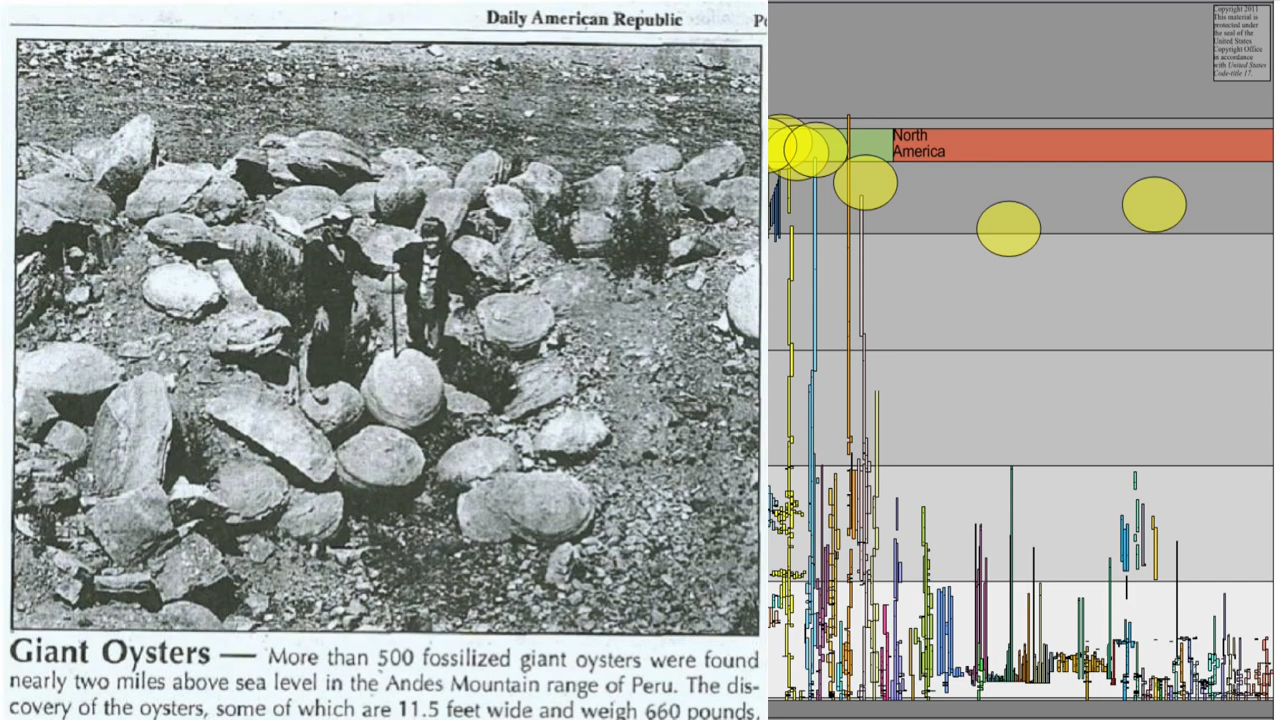 Daily American Republic
Giant Oysters — More than 500 fossilized giant oysters were found
nearly two miles above sea level in the Andes Mountain range of Peru. The dis-
covery of the oysters, some of which are 11.5 feet wide and weigh 660 pounds,
Copyright 2011
This material is
protected under
the seal of the
United States
Copyright Office
in accordance
with United States
Code-title 17.
North
America